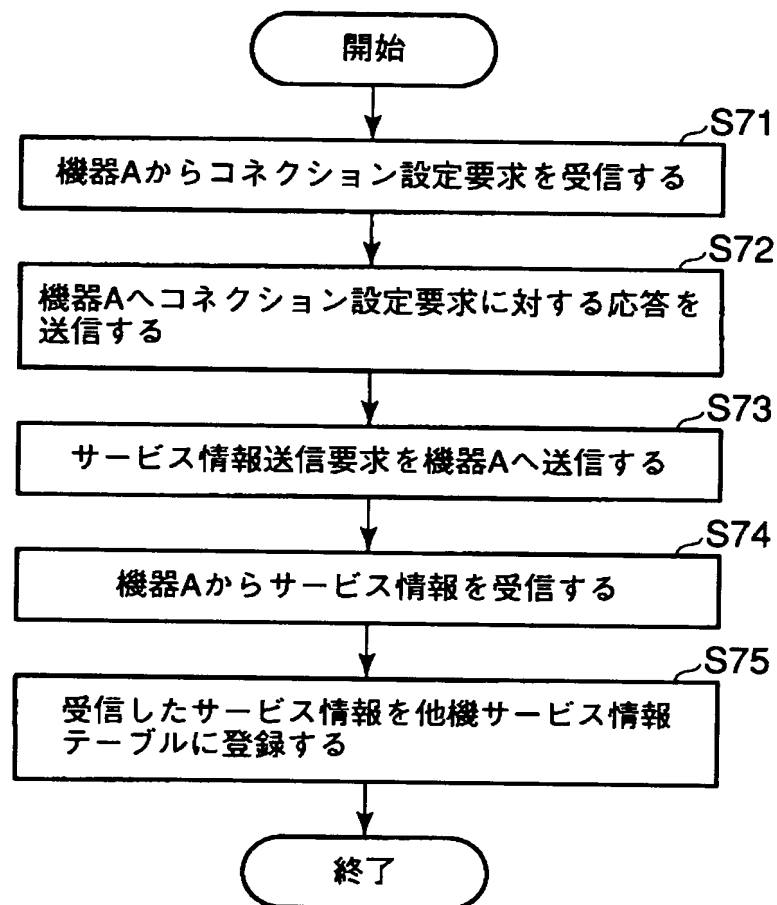 開始
S71
機器Aからコネクション設定要求を受信する
S72
機器Aへコネクション設定要求に対する応答を
送信する
S73
サービス情報送信要求を機器Aへ送信する
S74
機器Aからサービス情報を受信する
S75
受信したサービス情報を他機サービス情報
テーブルに登録する
終了